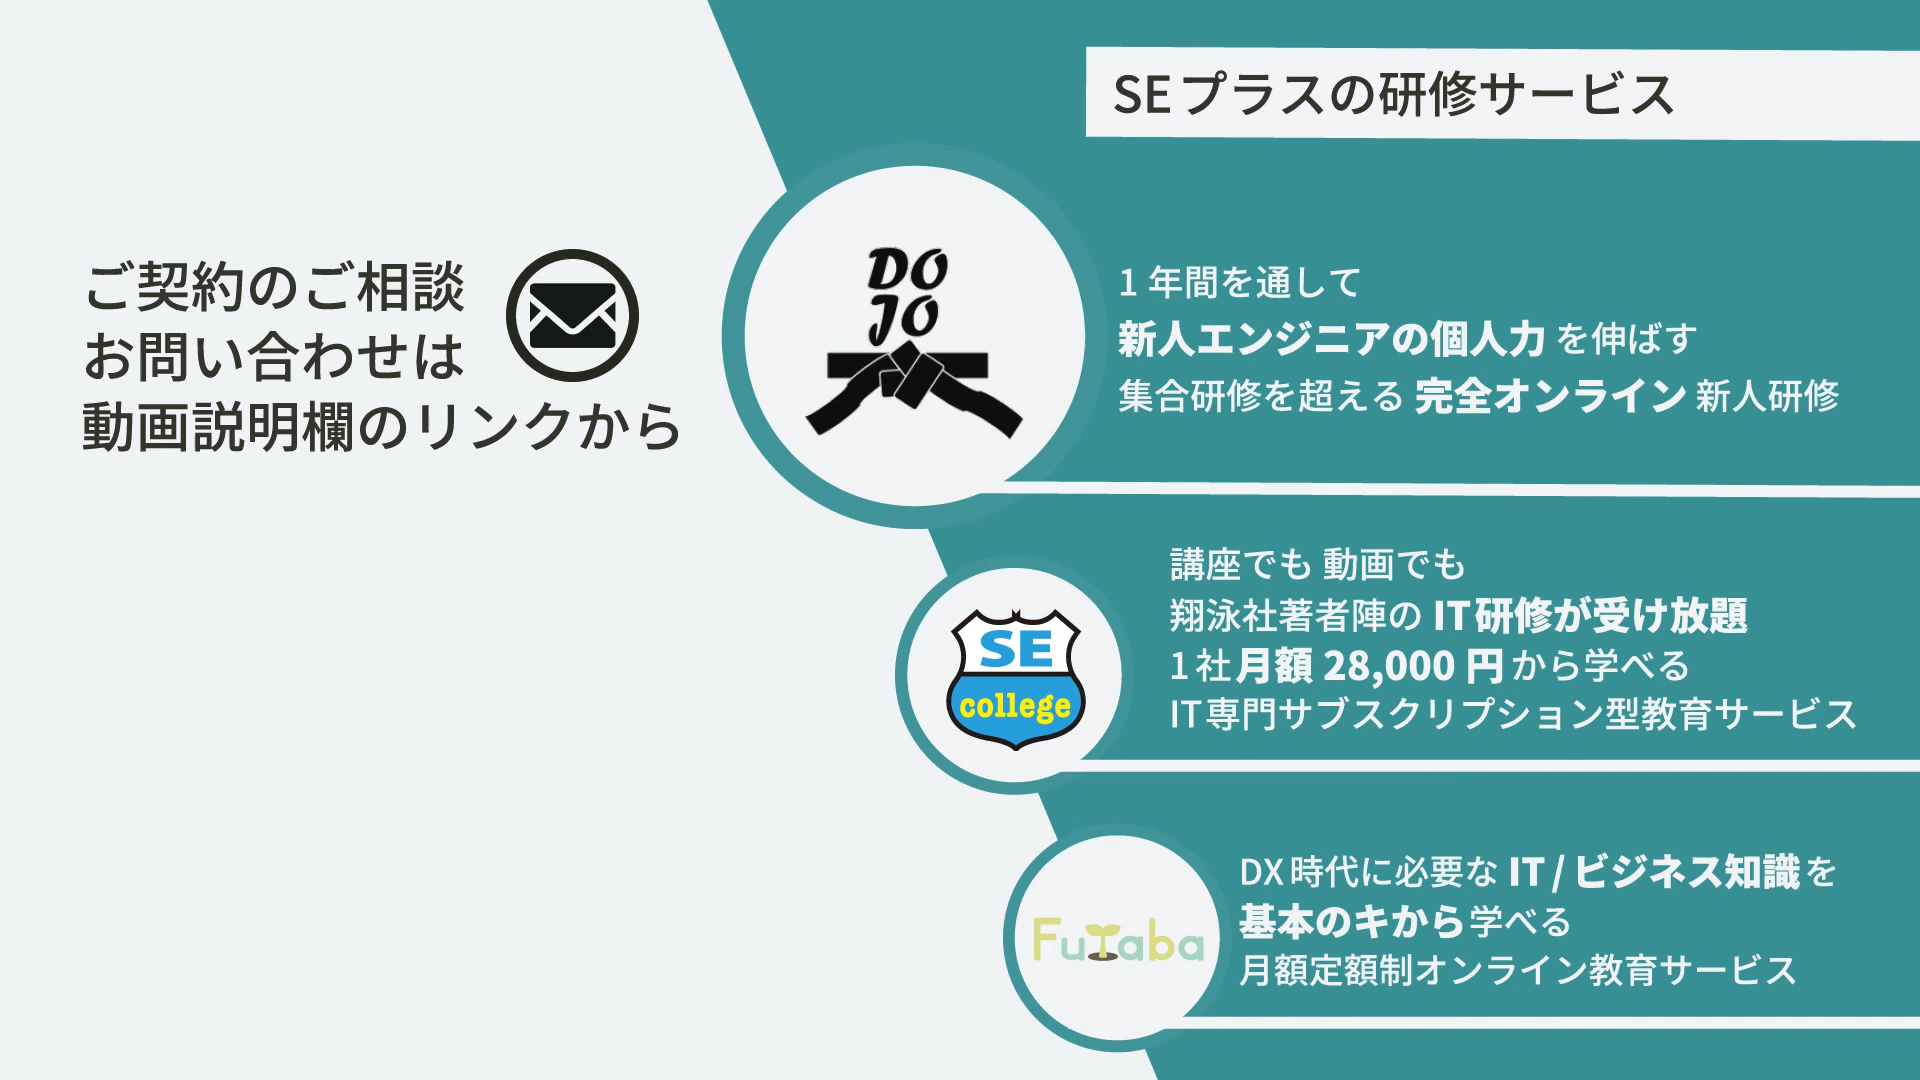 SEプラスの研修サービス
ご契約のご相談
お問い合わせは
動画説明欄のリンクから
DO
JO
1年間を通して
新人エンジニアの個人力を伸ばす
集合研修を超える 完全オンライン 新人研修
SE
college
講座でも 動画でも
翔泳社著者陣の IT研修が受け放題
1社月額 28,000 円から学べる
IT専門サブスクリプション型教育サービス
Futaba
DX時代に必要な IT/ビジネス知識を
基本のキから学べる
月額定額制オンライン教育サービス